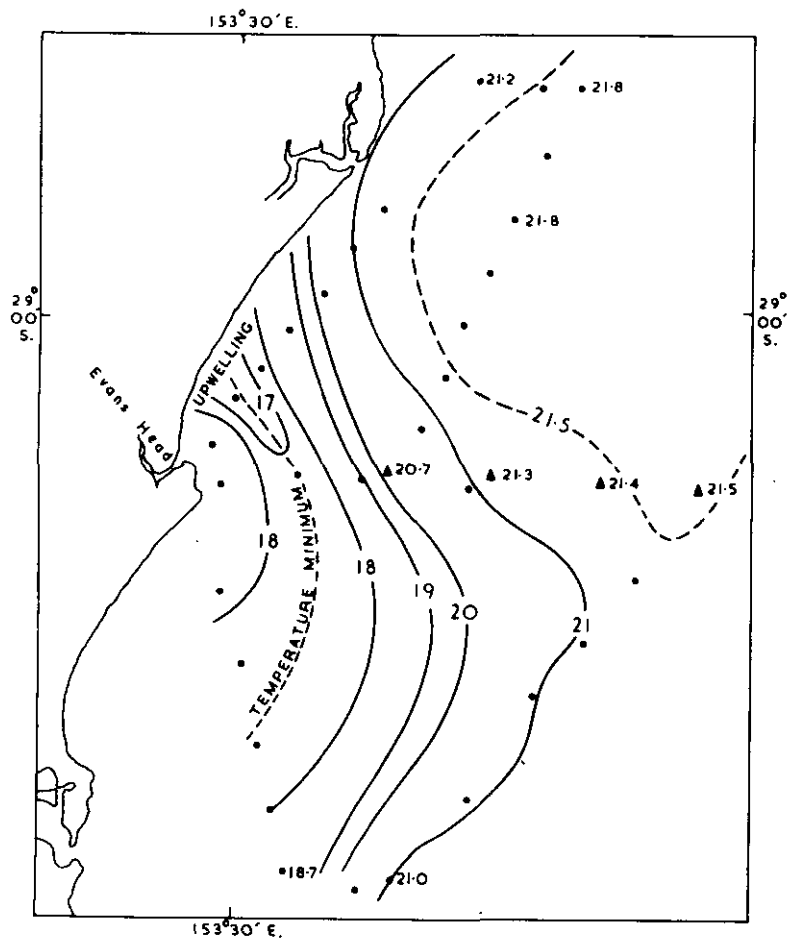 153° 30′ E.
21·2
21·8
21·8
29° 00′ S.
29° 00′ S.
UPWELLING
Evans Head
17
21·5
20·7
21·3
21·4
21·5
18
18
19
20
21
TEMPERATURE MINIMUM
18·7
21·0
153° 30′ E.